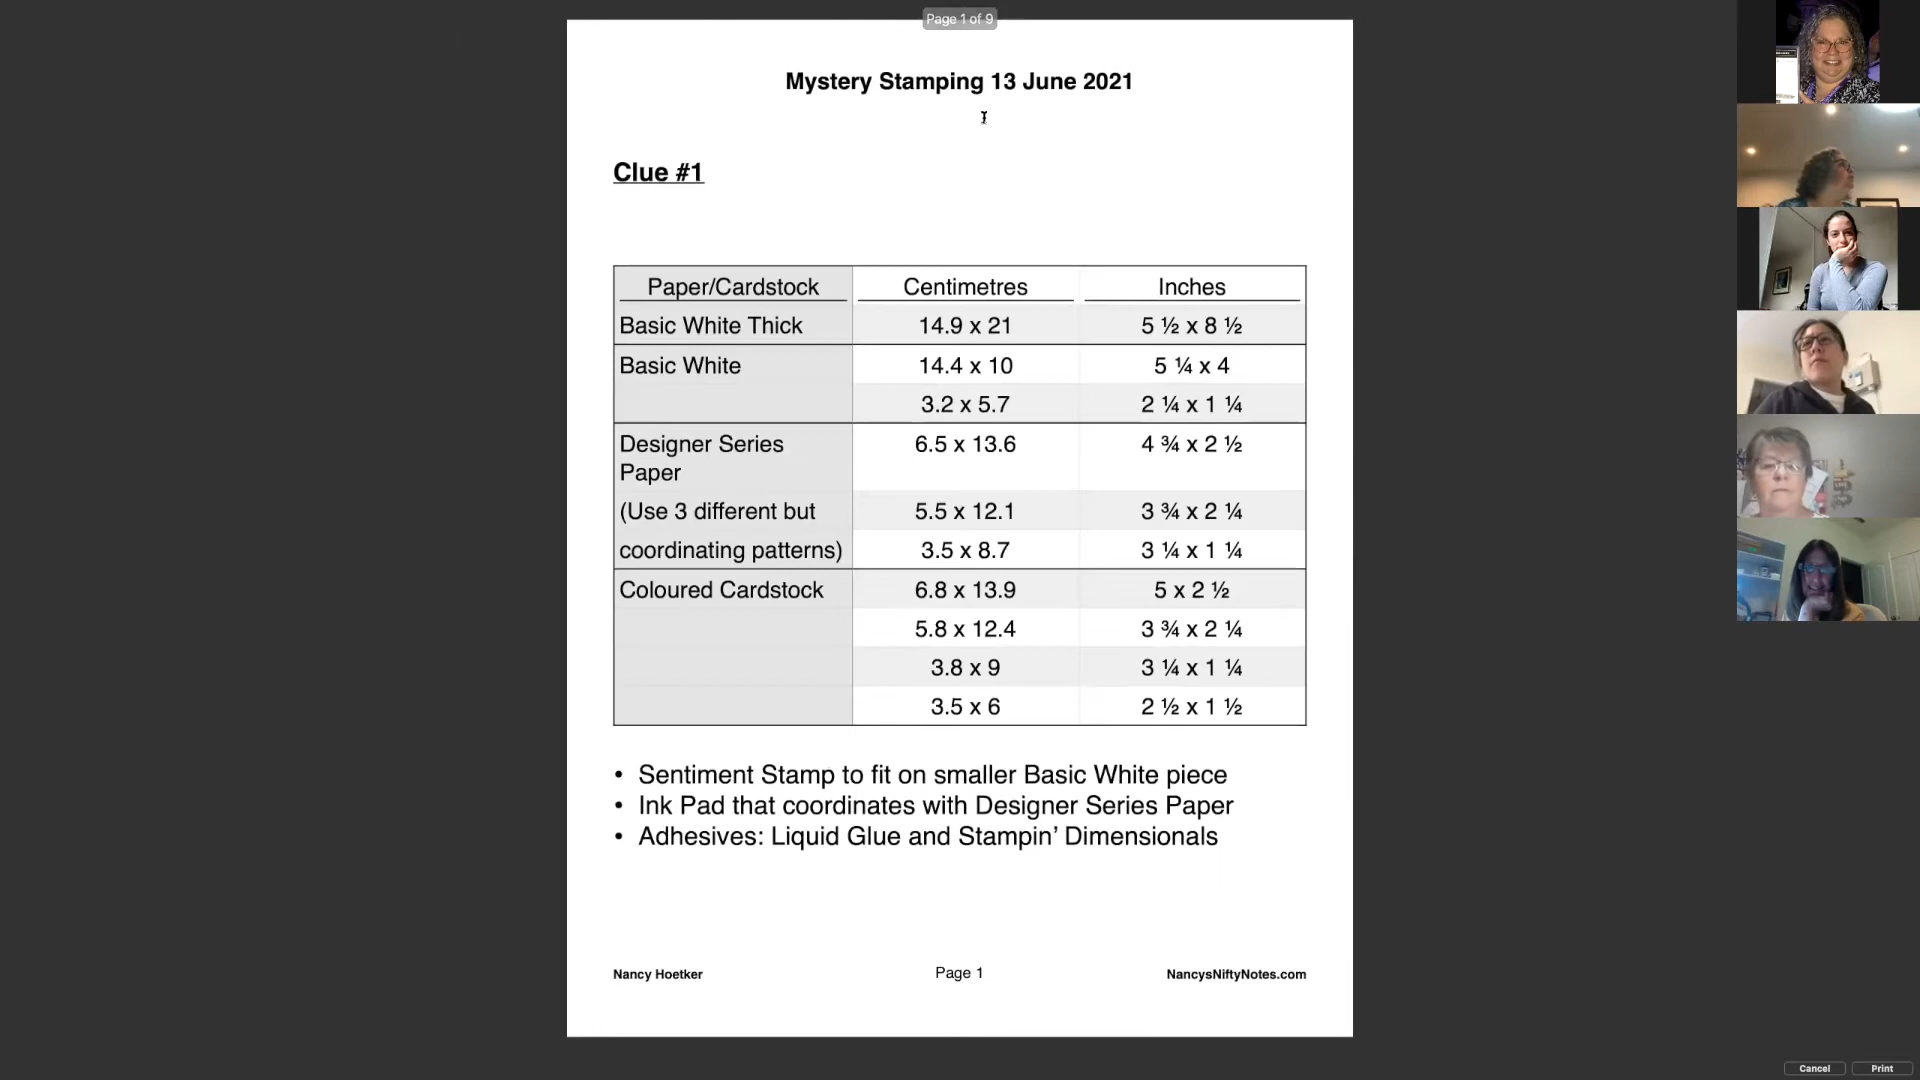 Page 1 of 9
Mystery Stamping 13 June 2021
Clue #1
Paper/Cardstock Centimetres Inches
Basic White Thick 14.9 x 21 5 ½ x 8 ½
Basic White 14.4 x 10 5 ¼ x 4
3.2 x 5.7 2 ¼ x 1 ¼
Designer Series 6.5 x 13.6 4 ¾ x 2 ½
Paper
(Use 3 different but 5.5 x 12.1 3 ¾ x 2 ¼
coordinating patterns) 3.5 x 8.7 3 ¼ x 1 ¼
Coloured Cardstock 6.8 x 13.9 5 x 2 ½
5.8 x 12.4 3 ¾ x 2 ¼
3.8 x 9 3 ¼ x 1 ¼
3.5 x 6 2 ½ x 1 ½
• Sentiment Stamp to fit on smaller Basic White piece
• Ink Pad that coordinates with Designer Series Paper
• Adhesives: Liquid Glue and Stampin’ Dimensionals
Nancy Hoetker Page 1 NancysNiftyNotes.com
Cancel Print